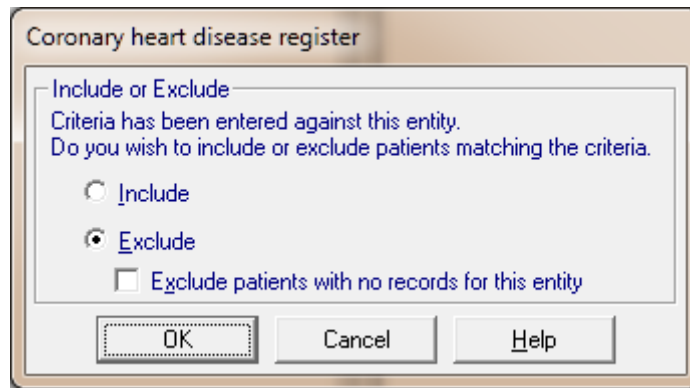 Coronary heart disease register
Include or Exclude
Criteria has been entered against this entity.
Do you wish to include or exclude patients matching the criteria.
Include
Exclude
Exclude patients with no records for this entity
OK Cancel Help